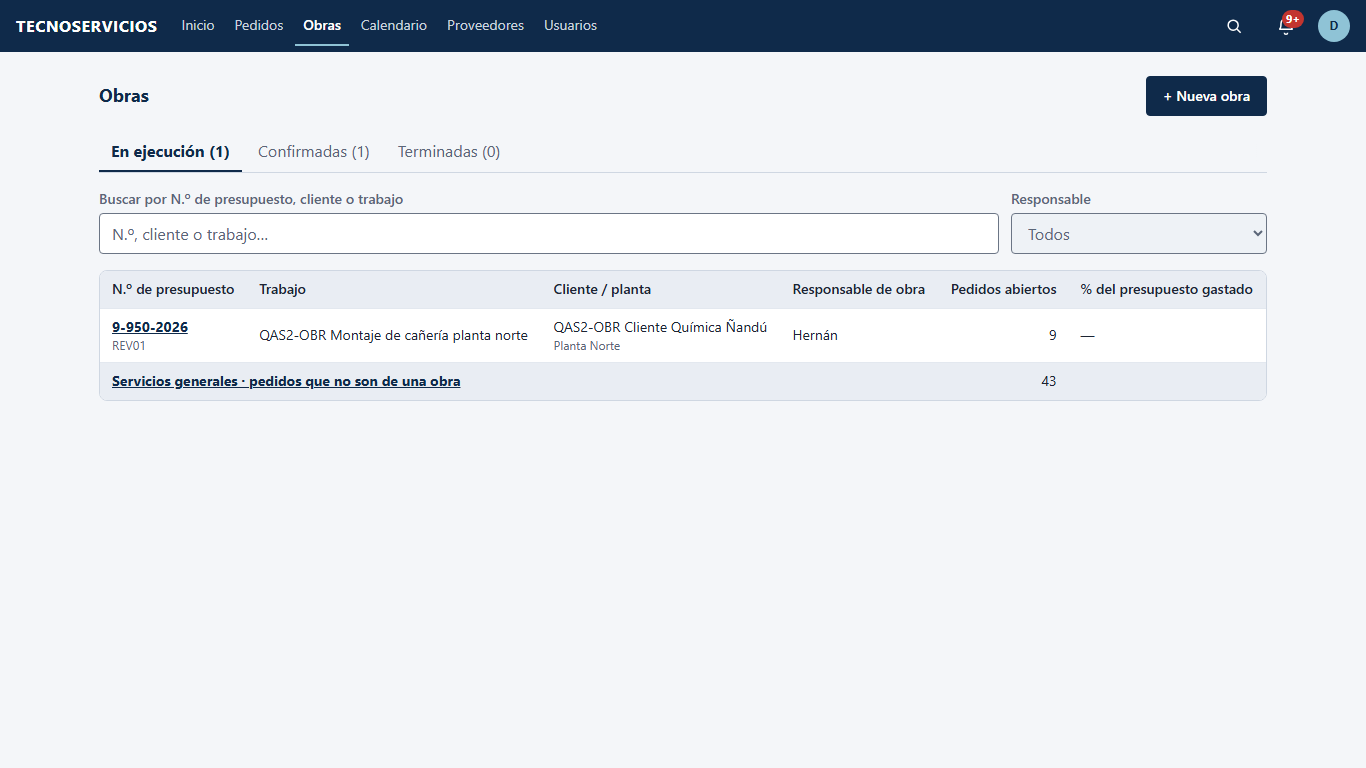 TECNOSERVICIOS Inicio Pedidos Obras Calendario Proveedores Usuarios 9+ D
Obras + Nueva obra
En ejecución (1) Confirmadas (1) Terminadas (0)
Buscar por N.º de presupuesto, cliente o trabajo Responsable
N.º, cliente o trabajo... Todos
N.º de presupuesto Trabajo Cliente / planta Responsable de obra Pedidos abiertos % del presupuesto gastado
9-950-2026 QAS2-OBR Montaje de cañería planta norte QAS2-OBR Cliente Química Ñandú Hernán 9 —
REV01 Planta Norte
Servicios generales · pedidos que no son de una obra 43